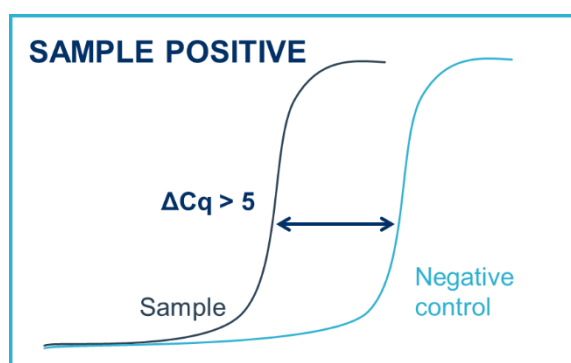 SAMPLE POSITIVE
ΔCq > 5
Sample
Negative
control